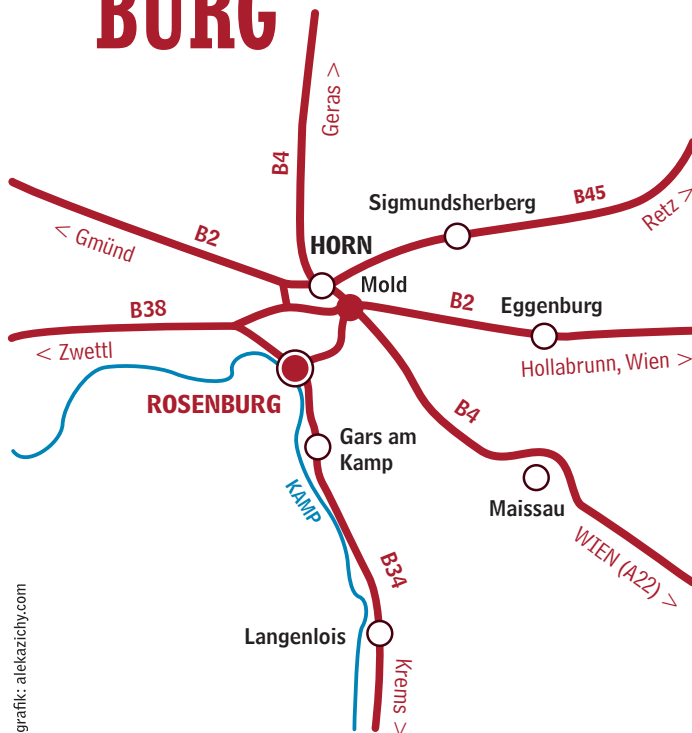 BURG
Geras >
B4
Sigmundsherberg
B45
Retz >
< Gmünd
B2
HORN
Mold
B38
B2
Eggenburg
< Zwettl
Hollabrunn, Wien >
ROSENBURG
B4
Gars am
Kamp
KAMP
Maissau
WIEN (A22) >
B34
Langenlois
Krems >
grafik: alekazichy.com